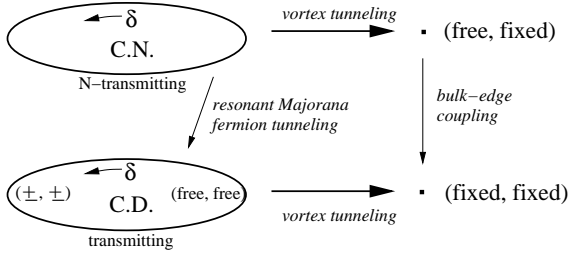 δ
C.N.
N−transmitting
vortex tunneling
(free, fixed)
resonant Majorana
fermion tunneling
bulk−edge
coupling
δ
(±, ±)
C.D.
(free, free)
transmitting
vortex tunneling
(fixed, fixed)